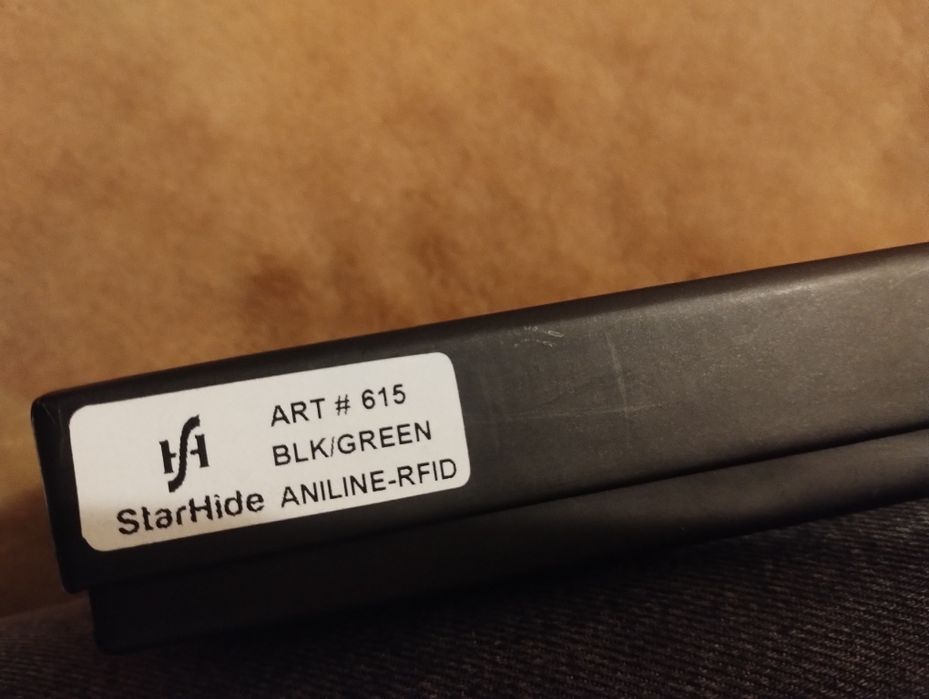 ART # 615
BLK/GREEN
StarHide ANILINE-RFID